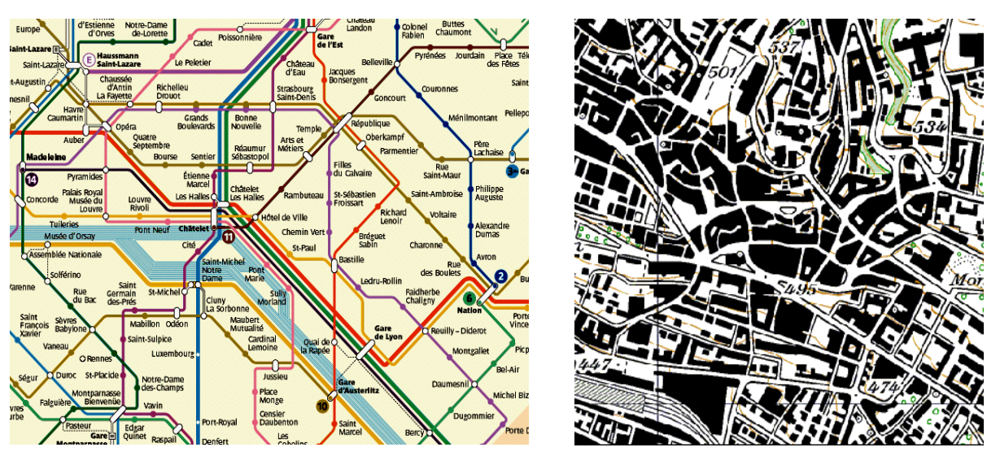 d'Estienne
d'Orves
Notre-Dame
de-Lorette
Europe
Saint-Lazare
Saint-Lazare
E
Haussmann
Saint-Lazare
Cadet
Poissonnière
Le Peletier
Château
Landon
Gare
de l'Est
Colonel
Fabien
Buttes
Chaumont
Pyrénées
Jourdain
Place
des Fêtes
Belleville
Château
d'Eau
Jacques
Bonsergent
Couronnes
t-Augustin
Chaussée
d'Antin
La Fayette
Richelieu
Drouot
Strasbourg
Saint-Denis
Goncourt
Havre
Caumartin
Grands
Boulevards
Bonne
Nouvelle
Ménilmontant
Opéra
Auber
Quatre
Septembre
Temple
République
Oberkampf
Parmentier
Père
Lachaise
Arts et
Métiers
Réaumur
Sébastopol
Bourse
Sentier
Madeleine
14
Pyramides
Étienne
Marcel
Filles
du Calvaire
Rue
Saint-Maur
3
Philippe
Auguste
Concorde
Palais Royal
Musée du
Louvre
Louvre
Rivoli
Les Halles
Châtelet
Les Halles
Rambuteau
St-Sébastien
Froissart
Saint-Ambroise
Richard
Lenoir
Voltaire
Tuileries
Pont Neuf
Châtelet
11
Hôtel de Ville
Chemin Vert
Bréguet
Sabin
Charonne
Alexandre
Dumas
Musée d'Orsay
Assemblée Nationale
Cité
St-Paul
Bastille
Rue
des Boulets
Avron
2
Solférino
Saint-Michel
Notre
Dame
Pont
Marie
Ledru-Rollin
Faidherbe
Chaligny
6
Nation
Varenne
Rue
du Bac
Saint
Germain
des-Prés
St-Michel
Sully
Morland
Cluny
La Sorbonne
Saint
François
Xavier
Sèvres
Babylone
Mabillon
Odéon
Maubert
Mutualité
Cardinal
Lemoine
Quai de
la Rapée
Gare
de Lyon
Reuilly – Diderot
Saint-Sulpice
Vaneau
Rennes
Luxembourg
Montgallet
Bel-Air
Ségur
Duroc
St-Placide
Notre-Dame
des-Champs
Jussieu
Gare
d'Austerlitz
10
Daumesnil
Michel Biz
Falguière
Montparnasse
Bienvenüe
Vavin
Place
Monge
Dugommier
Pasteur
Edgar
Quinet
Raspail
Port-Royal
Censier
Daubenton
Saint
Marcel
Bercy
Porte D
Gare
Montparnasse
Denfert
Les
Gobelins
537
501
534
495
Mon
447
474